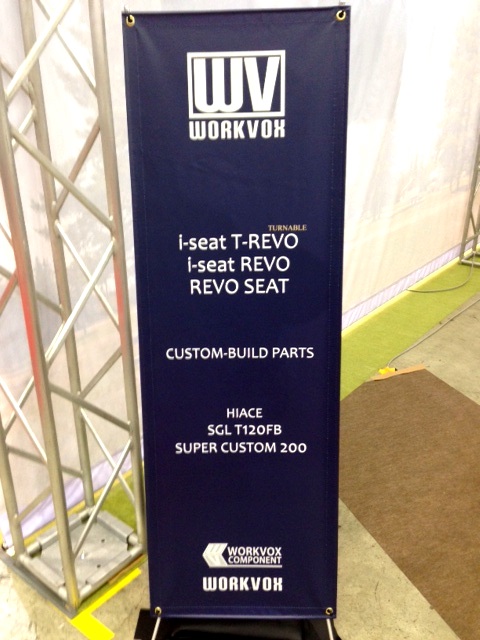 WV
WORKVOX
TURNABLE
i-seat T-REVO
i-seat REVO
REVO SEAT
CUSTOM-BUILD PARTS
HIACE
SGL T120FB
SUPER CUSTOM 200
WORKVOX
COMPONENT
WORKVOX